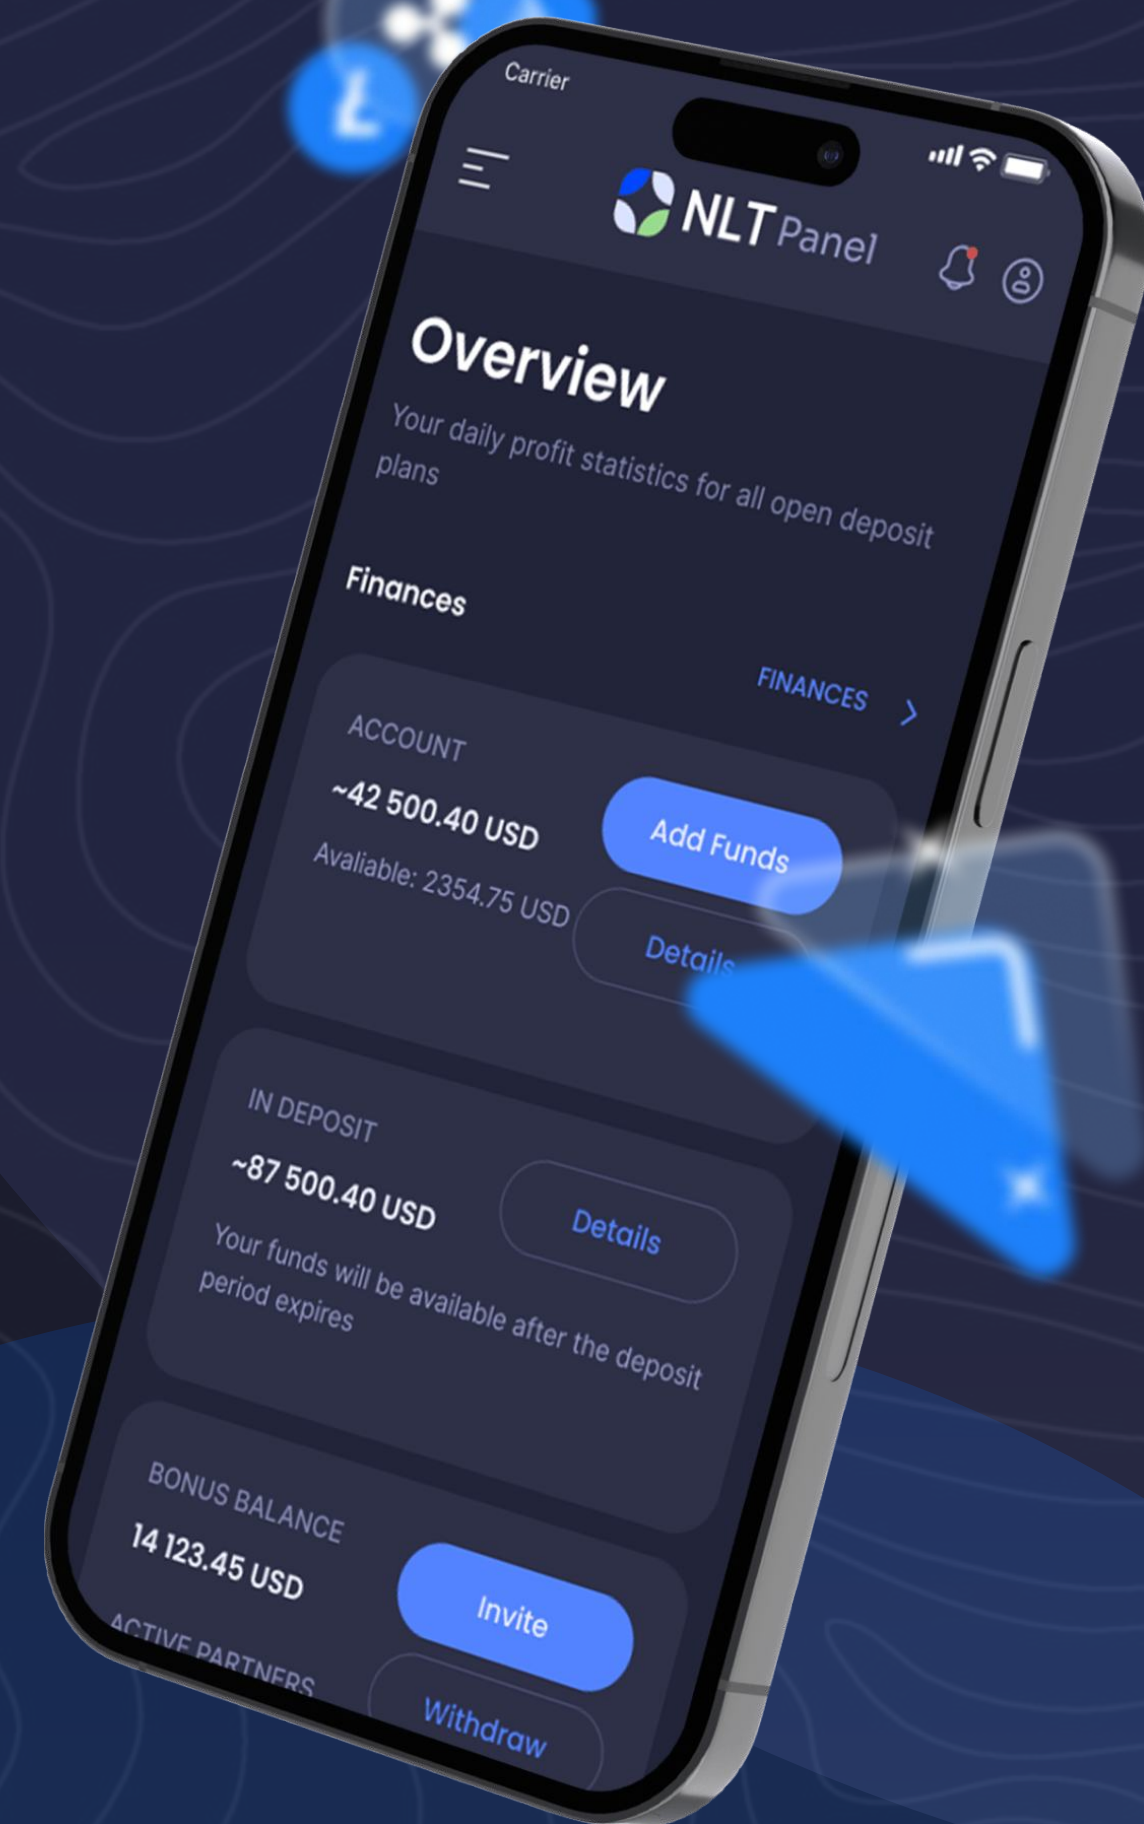 Carrier
NLT Panel
Overview
Your daily profit statistics for all open deposit
plans
Finances
FINANCES
ACCOUNT
~42 500.40 USD
Add Funds
Avaliable: 2354.75 USD
Details
IN DEPOSIT
~87 500.40 USD
Details
Your funds will be available after the deposit
period expires
BONUS BALANCE
14 123.45 USD
Invite
ACTIVE PARTNERS
Withdraw